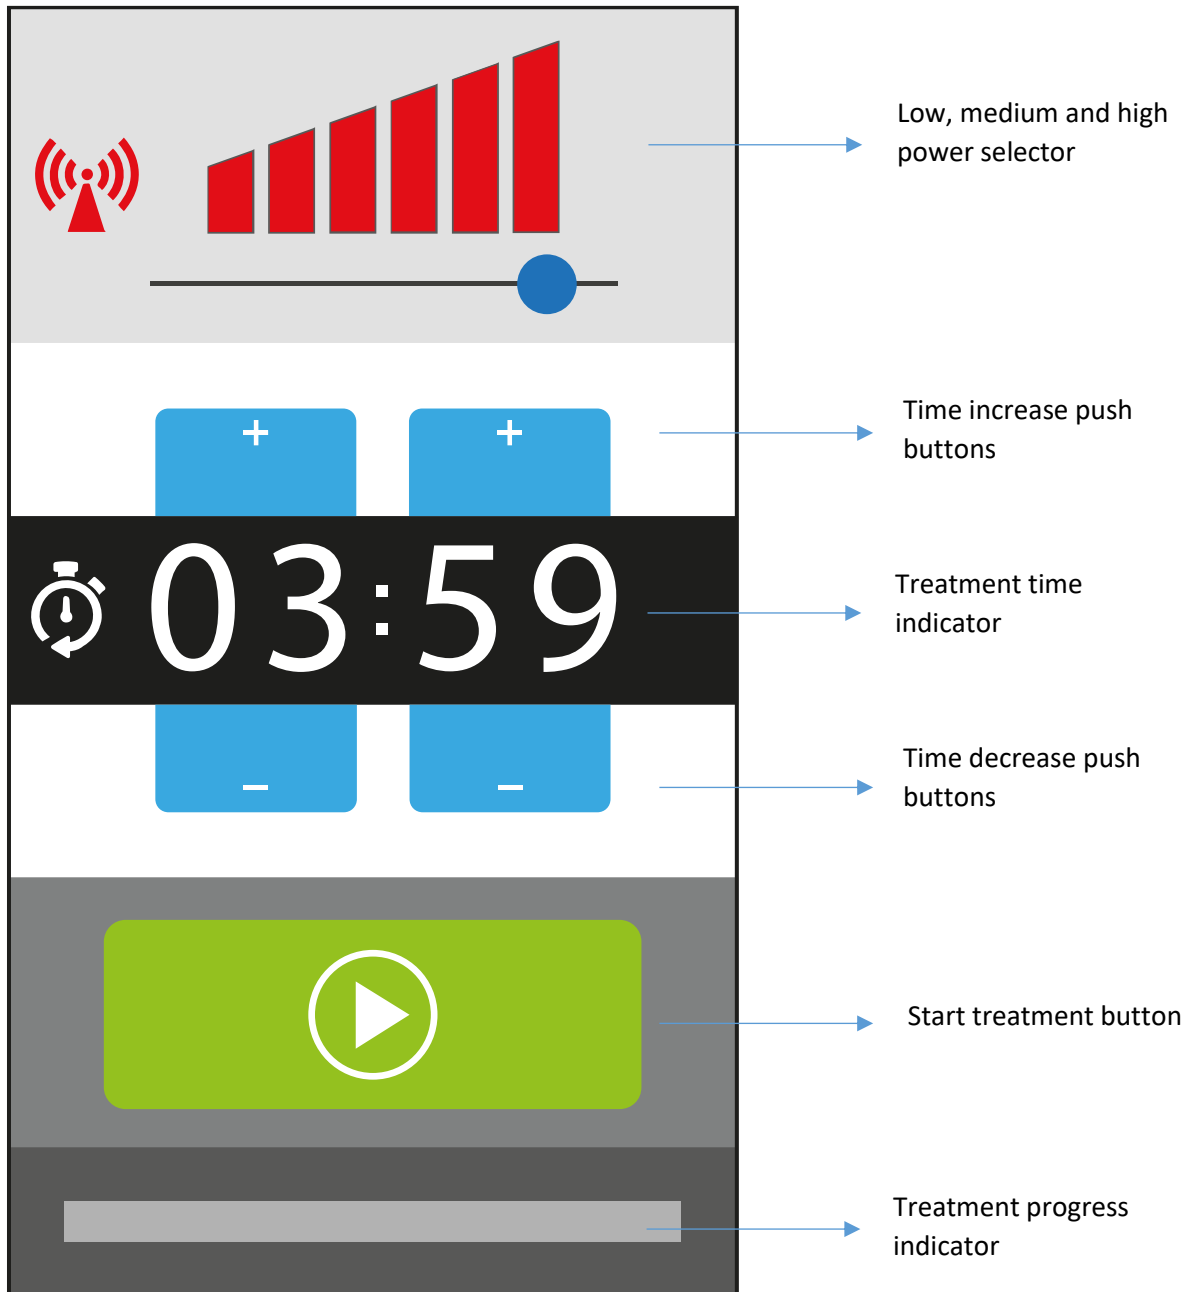 Low, medium and high
power selector
+ +
Time increase push
buttons
03:59
Treatment time
indicator
Time decrease push
buttons
– –
Start treatment button
Treatment progress
indicator